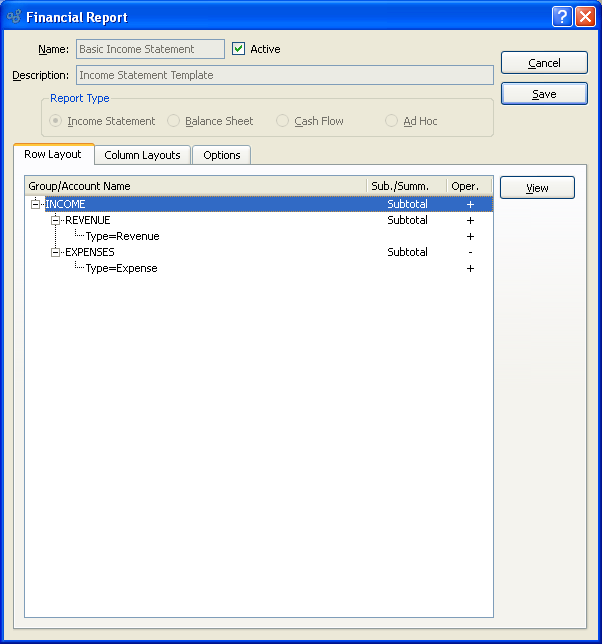 Financial Report
Name: Basic Income Statement Active
Cancel
Description: Income Statement Template
Save
Report Type
Income Statement Balance Sheet Cash Flow Ad Hoc
Row Layout Column Layouts Options
Group/Account Name Sub./Summ. Oper.
View
INCOME Subtotal +
REVENUE Subtotal +
Type=Revenue +
EXPENSES Subtotal -
Type=Expense +